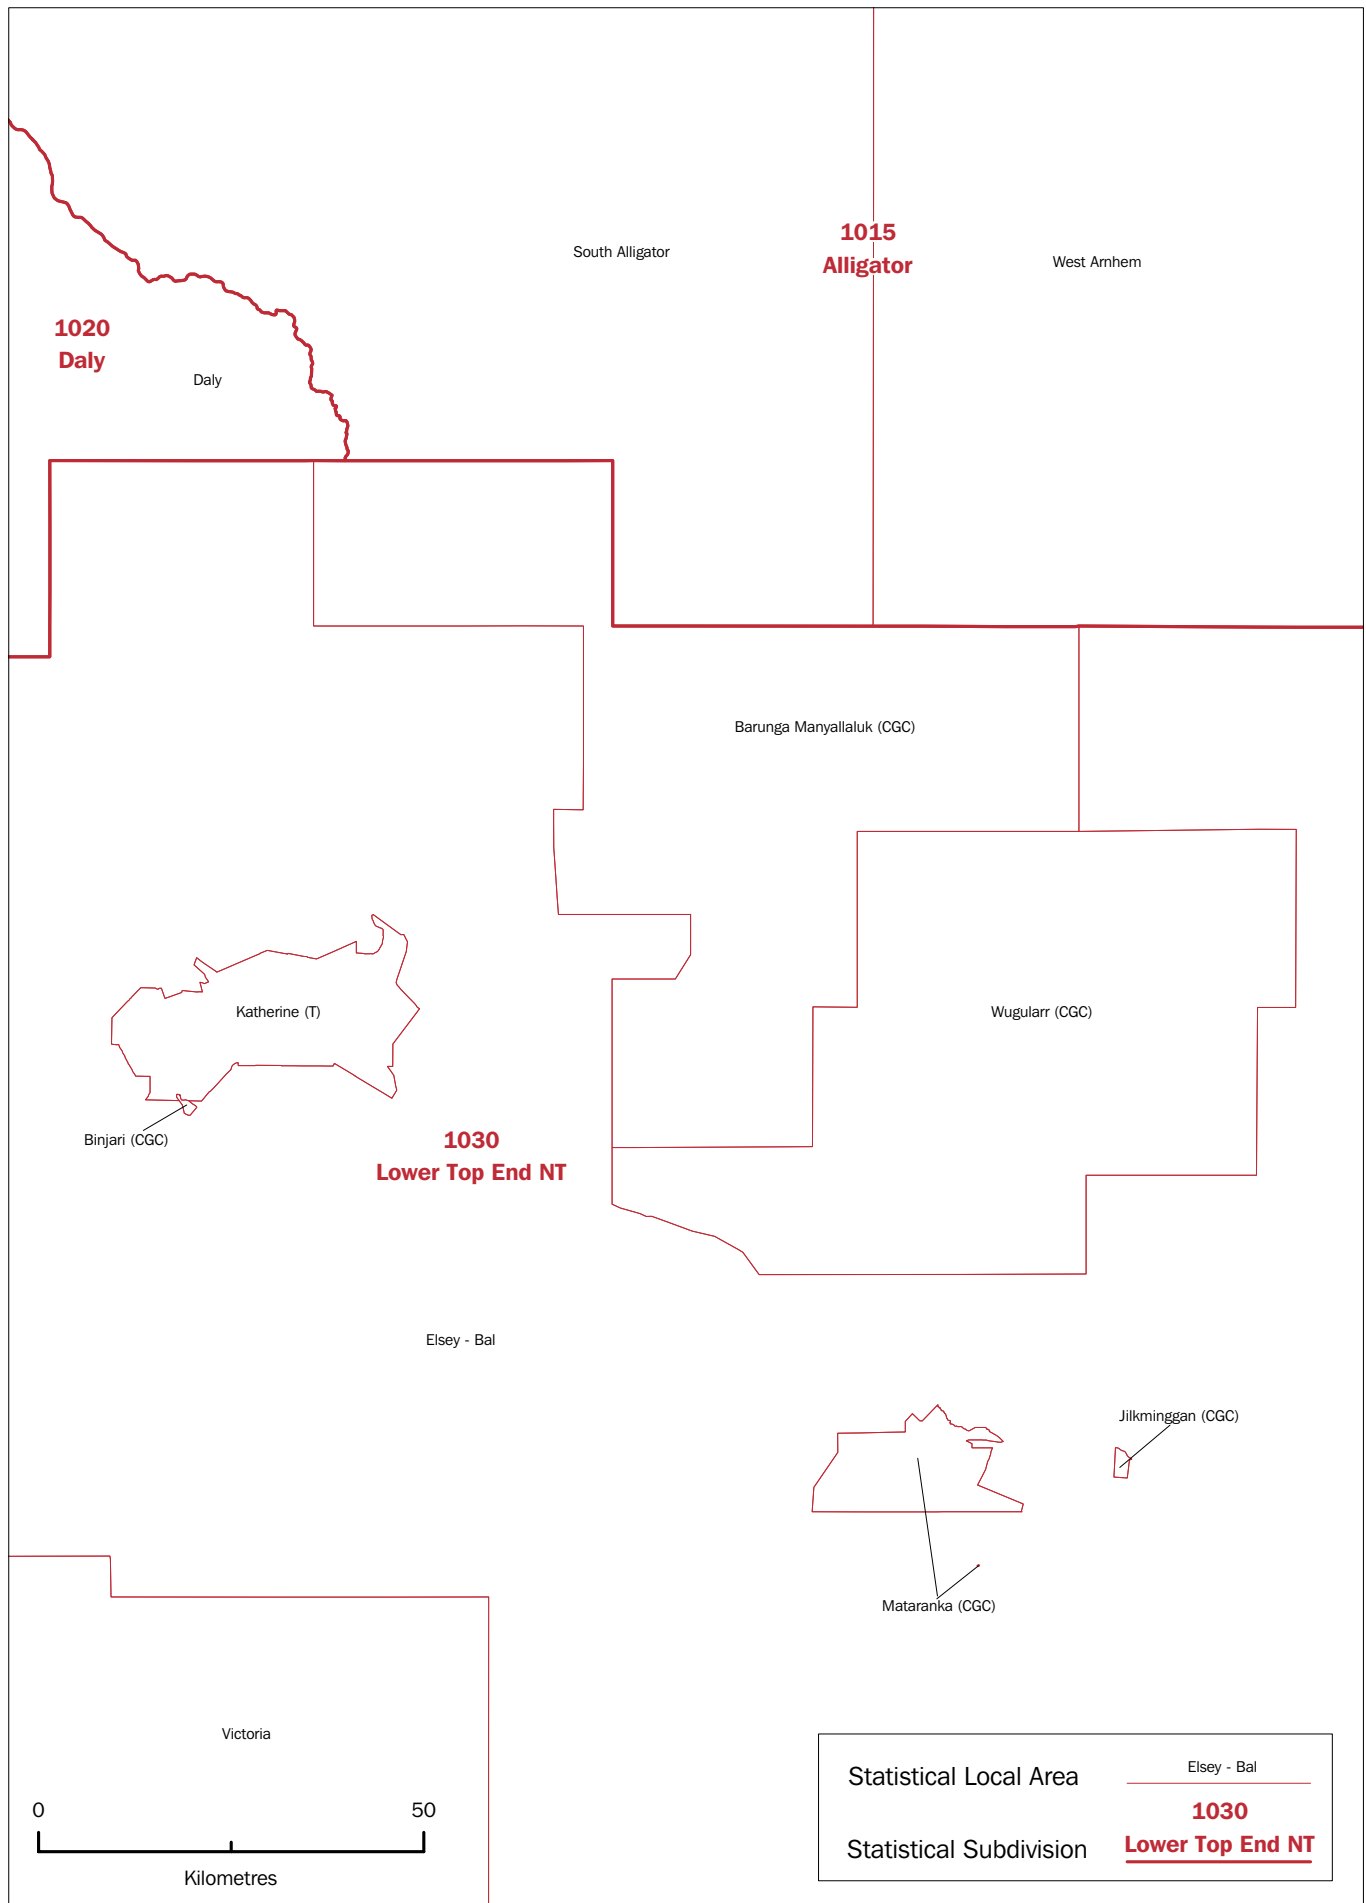 South Alligator
1015
Alligator
West Arnhem
1020
Daly
Daly
Barunga Manyallaluk (CGC)
Katherine (T)
Wugularr (CGC)
Binjari (CGC)
1030
Lower Top End NT
Elsey - Bal
Jilkminggan (CGC)
Mataranka (CGC)
Victoria
0
50
Kilometres
Statistical Local Area
Elsey - Bal
1030
Statistical Subdivision
Lower Top End NT